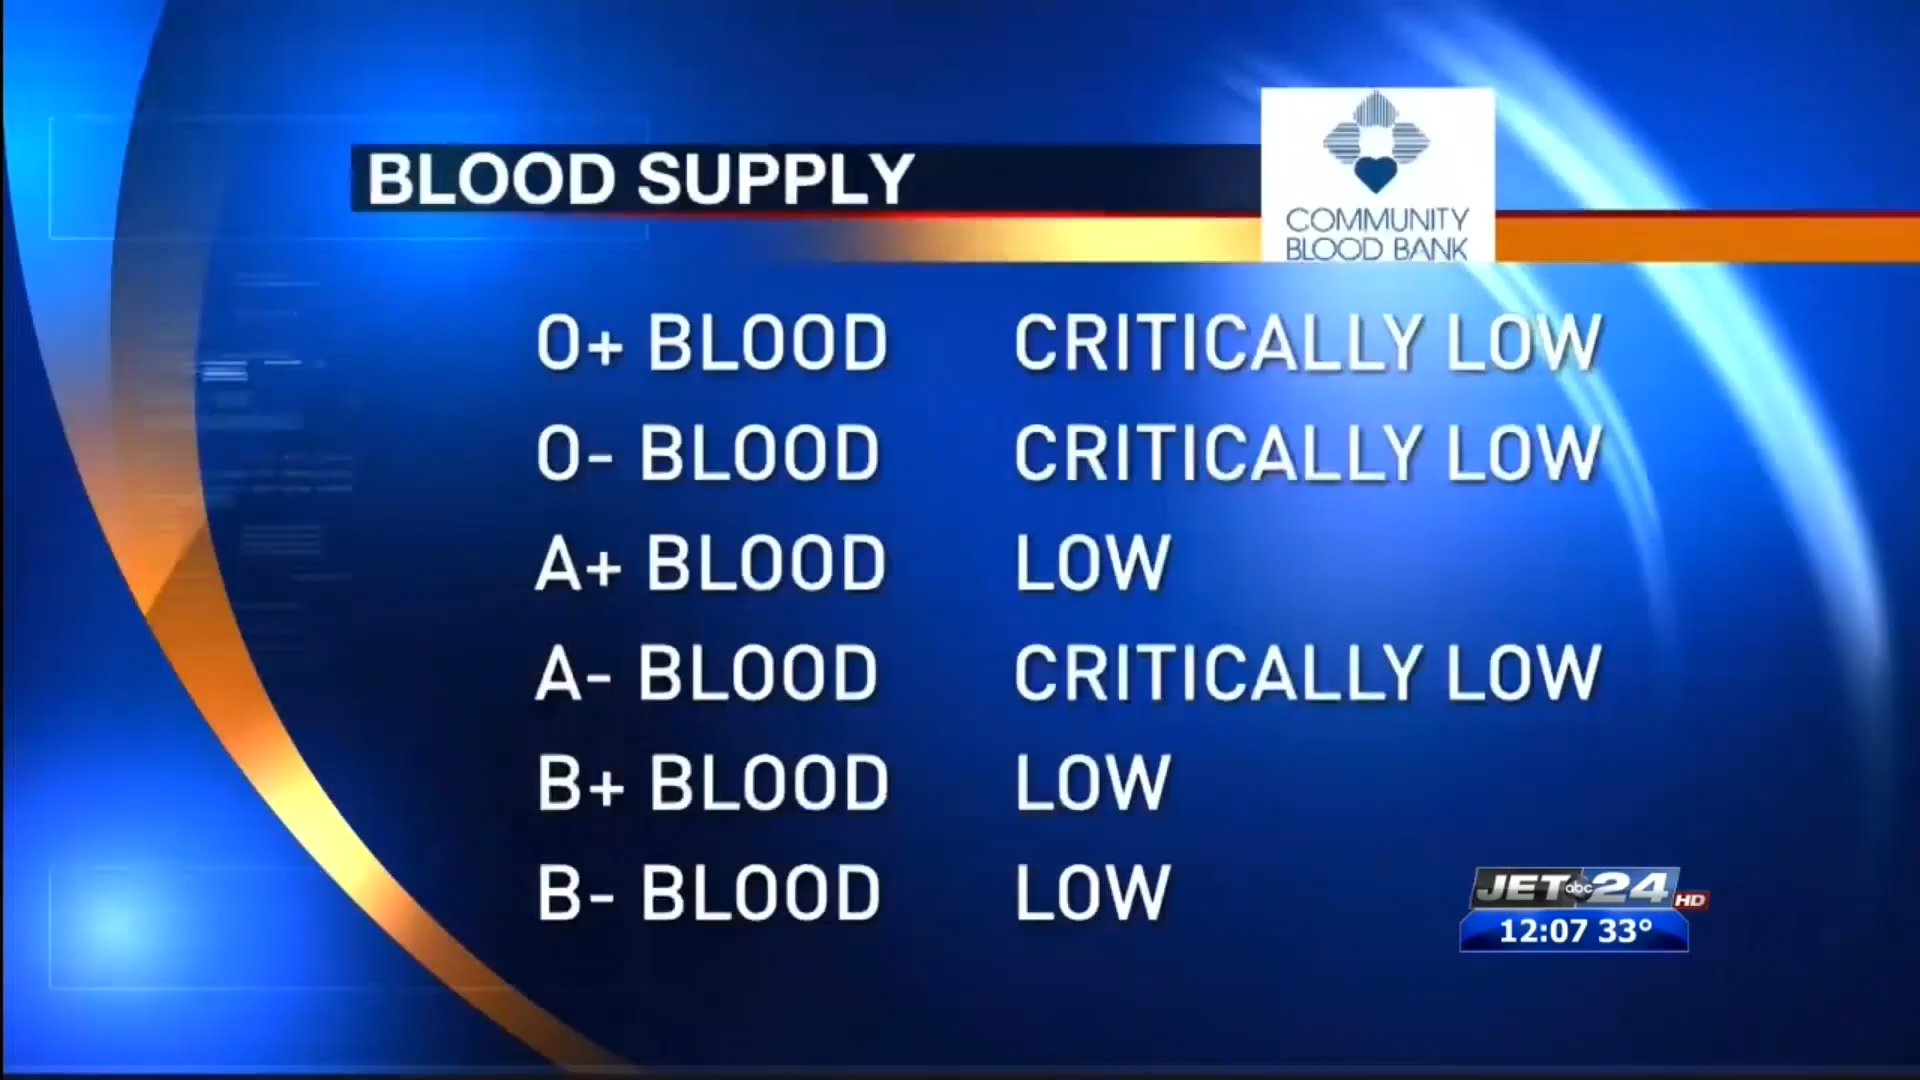 BLOOD SUPPLY
COMMUNITY
BLOOD BANK
O+ BLOOD CRITICALLY LOW
O- BLOOD CRITICALLY LOW
A+ BLOOD LOW
A- BLOOD CRITICALLY LOW
B+ BLOOD LOW
B- BLOOD LOW
JET abc 24 HD
12:07 33°